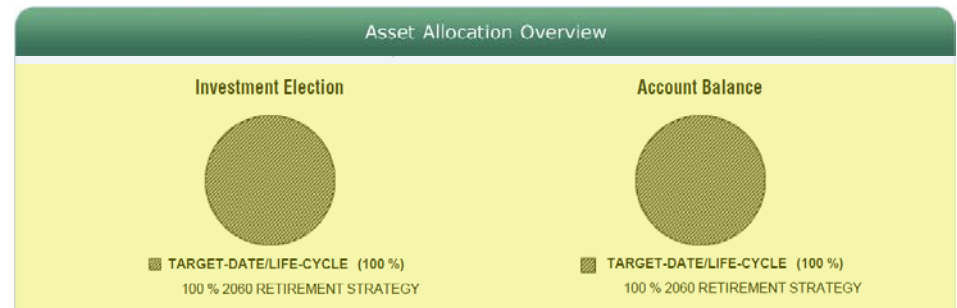 Asset Allocation Overview
Investment Election
Account Balance
TARGET-DATE/LIFE-CYCLE (100 %)
100 % 2060 RETIREMENT STRATEGY
TARGET-DATE/LIFE-CYCLE (100 %)
100 % 2060 RETIREMENT STRATEGY